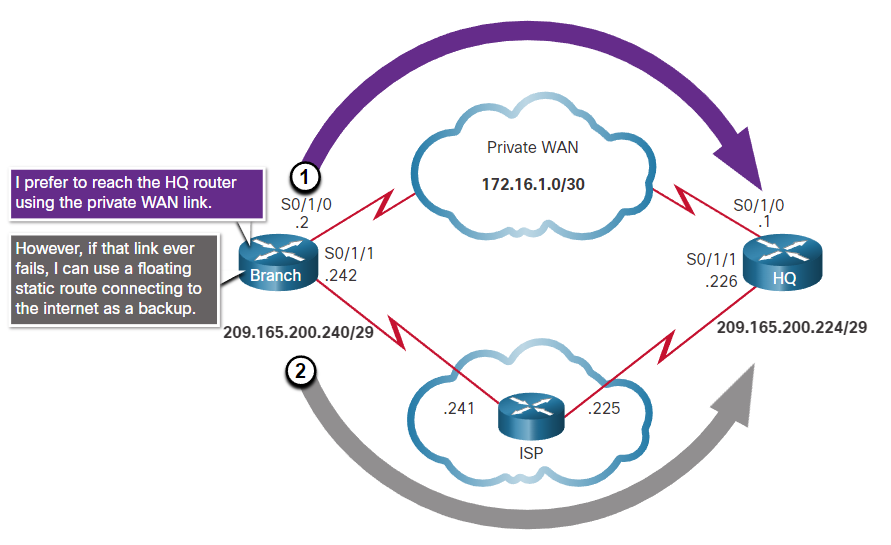 Private WAN
172.16.1.0/30
1
I prefer to reach the HQ router
using the private WAN link.
S0/1/0
.2
S0/1/0
.1
However, if that link ever
fails, I can use a floating
static route connecting to
the internet as a backup.
Branch
S0/1/1
.242
S0/1/1
.226
HQ
209.165.200.240/29
209.165.200.224/29
2
.241
.225
ISP